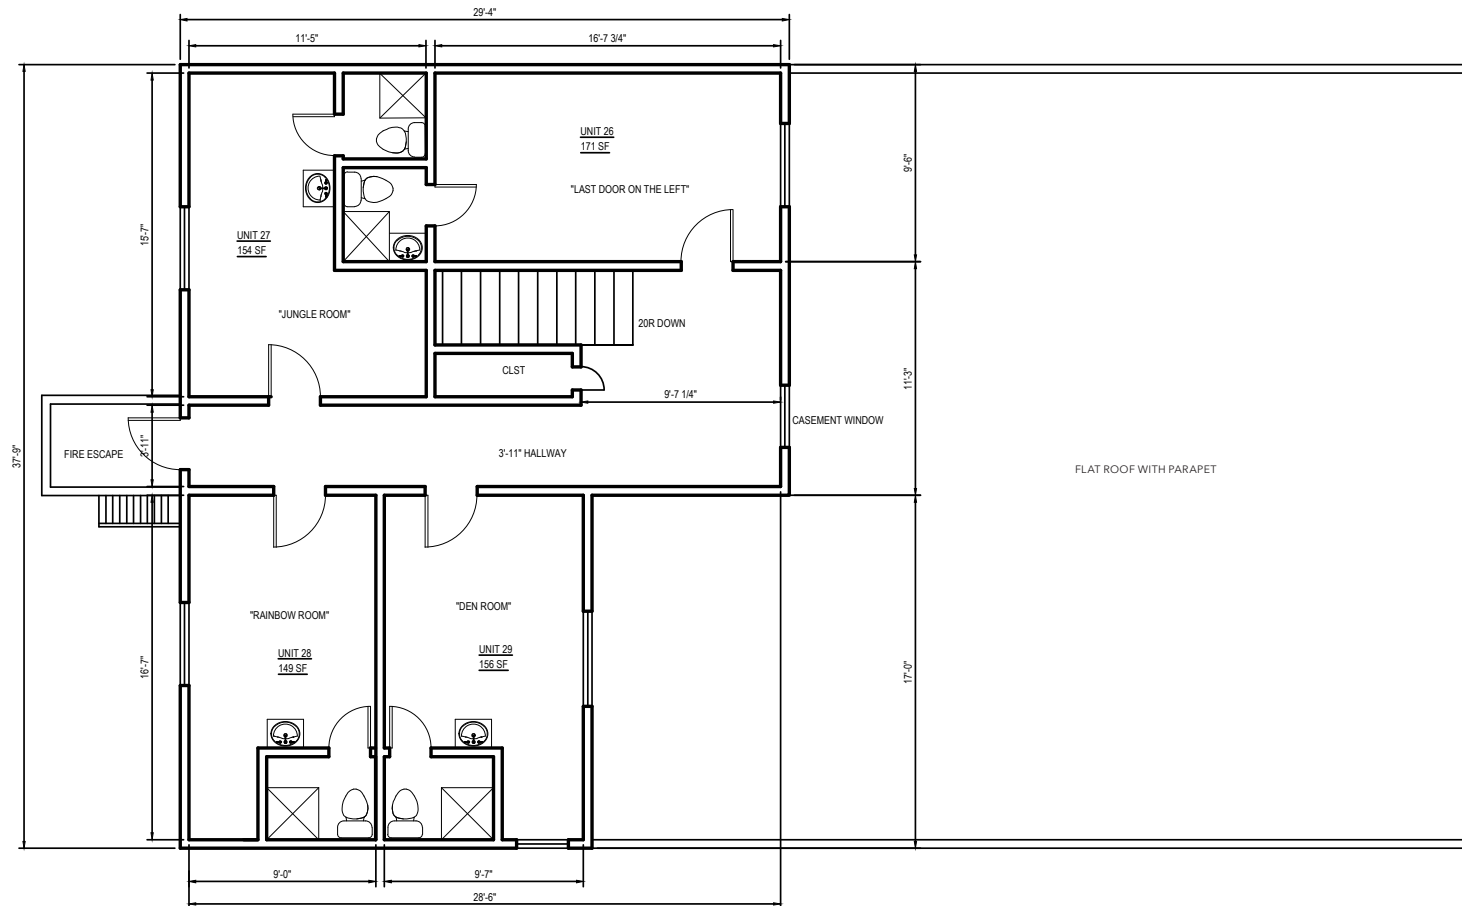 29'-4"
11'-5"
16'-7 3/4"
UNIT 26
171 SF
"LAST DOOR ON THE LEFT"
9'-6"
15'-7"
UNIT 27
154 SF
"JUNGLE ROOM"
20R DOWN
CLST
9'-7 1/4"
11'-3"
CASEMENT WINDOW
37'-9"
FIRE ESCAPE
3'-11"
3'-11" HALLWAY
FLAT ROOF WITH PARAPET
"RAINBOW ROOM"
UNIT 28
149 SF
"DEN ROOM"
UNIT 29
156 SF
16'-7"
17'-0"
9'-0"
9'-7"
28'-6"